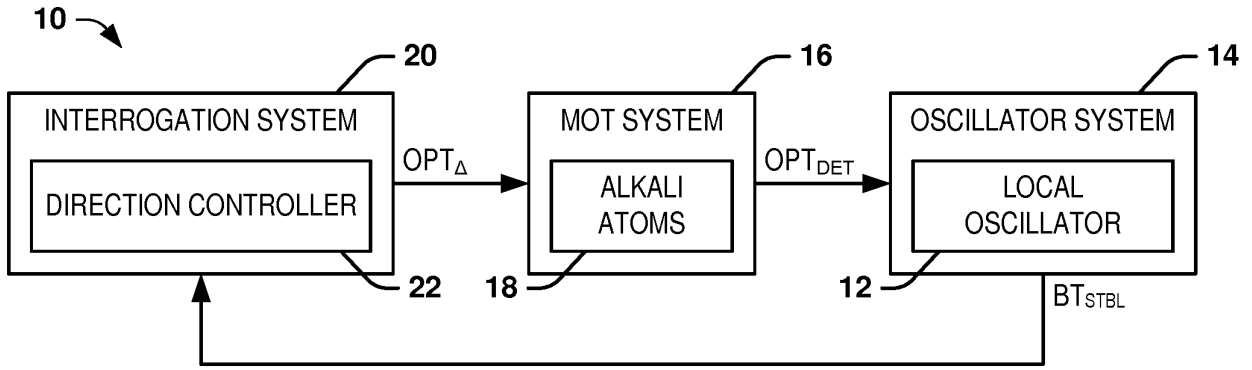 10
20
16
14
INTERROGATION SYSTEM
MOT SYSTEM
OSCILLATOR SYSTEM
OPTΔ
OPTDET
DIRECTION CONTROLLER
ALKALI
ATOMS
LOCAL
OSCILLATOR
22
18
12
BTSTBL